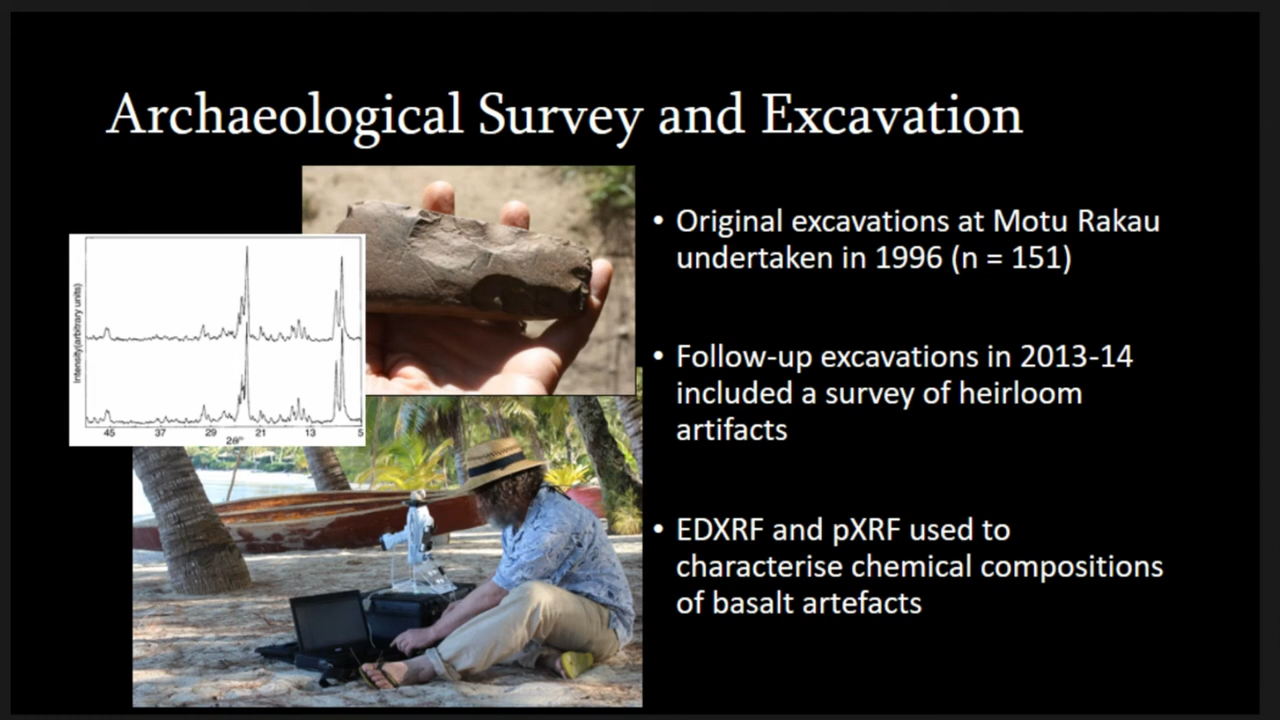 Archaeological Survey and Excavation
Intensity(arbitrary units)
45 37 29 21 13 5
2θ°
• Original excavations at Motu Rakau
undertaken in 1996 (n = 151)
• Follow-up excavations in 2013-14
included a survey of heirloom
artifacts
• EDXRF and pXRF used to
characterise chemical compositions
of basalt artefacts